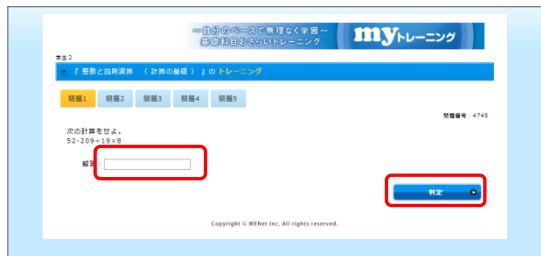 ～自分のペースで無理なく学習～
基礎科目おさらいトレーニング
myトレーニング
学生2
『 整数と四則演算 （ 計算の基礎 ） 』 の トレーニング
問題1 問題2 問題3 問題4 問題5
問題番号 : 4745
次の計算をせよ。
52-209÷19×8
解答 :
判定
Copyright © WENet Inc. All rights reserved.